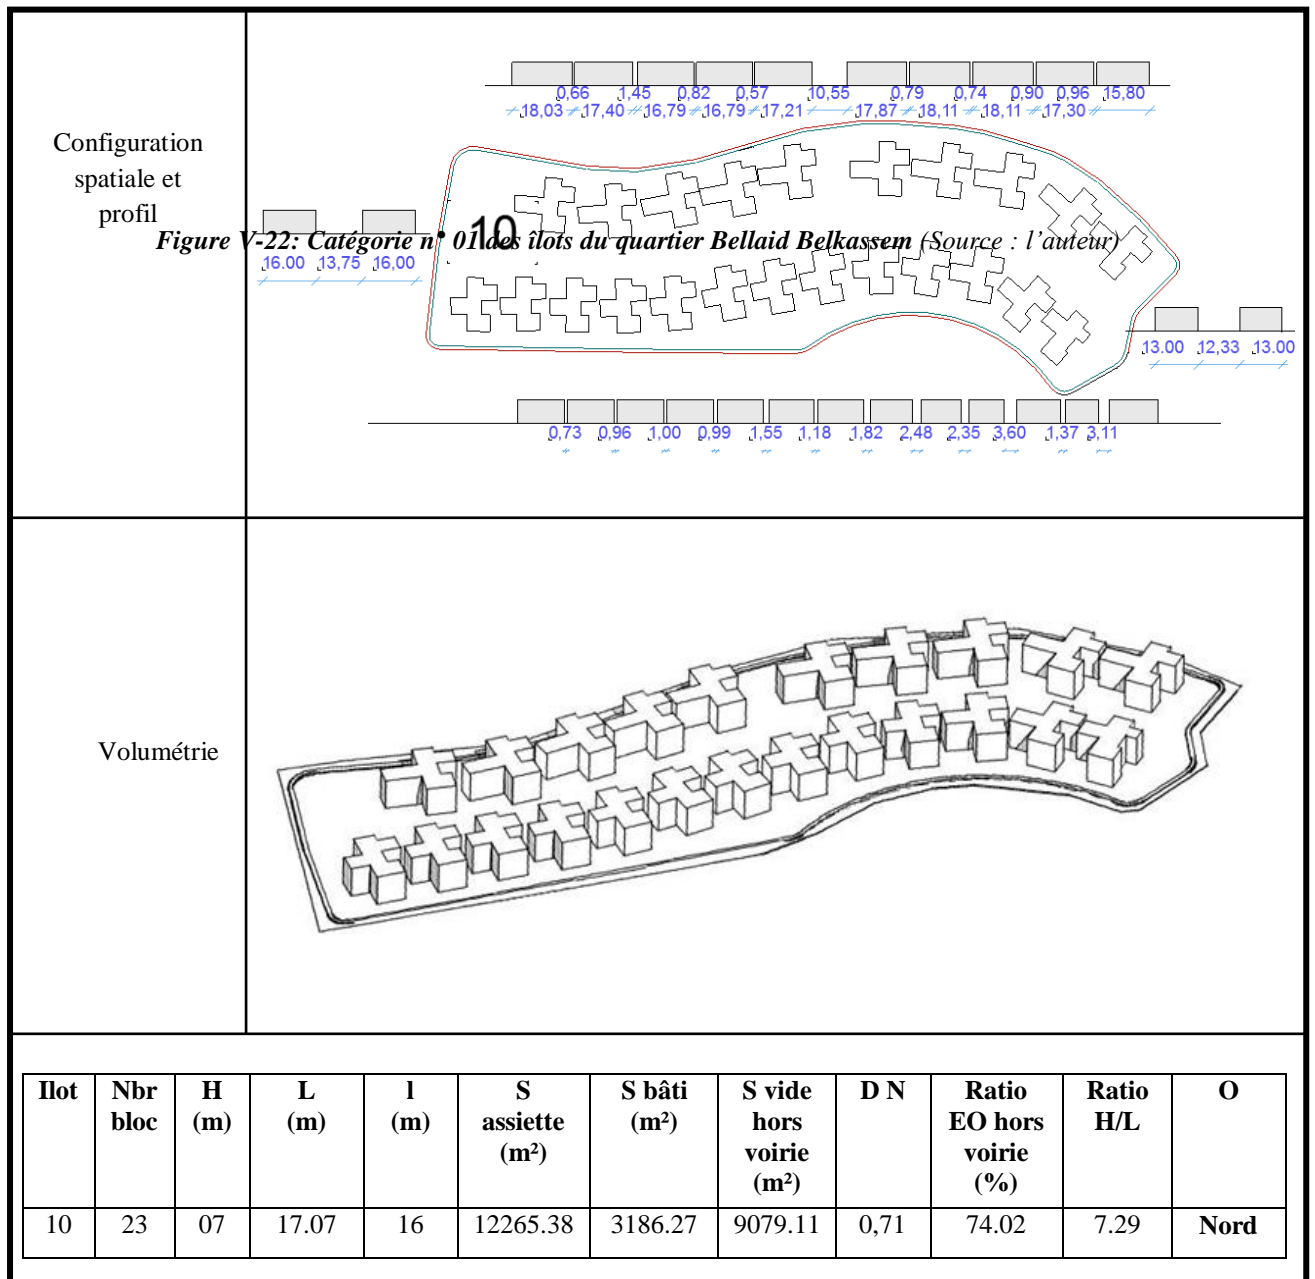 Configuration
spatiale et
profil
0,66 1,45 0,82 0,57 10,55 0,79 0,74 0,90 0,96 15,80
18,03 17,40 16,79 16,79 17,21 17,87 18,11 18,11 17,30
10
Figure V-22: Catégorie n° 01 des îlots du quartier Bellaid Belkassem (Source : l’auteur)
16.00 13,75 16,00
13.00 12,33 13.00
0,73 0,96 1,00 0,99 1,55 1,18 1,82 2,48 2,35 3,60 1,37 3,11
Volumétrie
Ilot Nbr bloc H (m) L (m) l (m) S assiette (m²) S bâti (m²) S vide hors voirie (m²) D N Ratio EO hors voirie (%) Ratio H/L O
10 23 07 17.07 16 12265.38 3186.27 9079.11 0,71 74.02 7.29 Nord